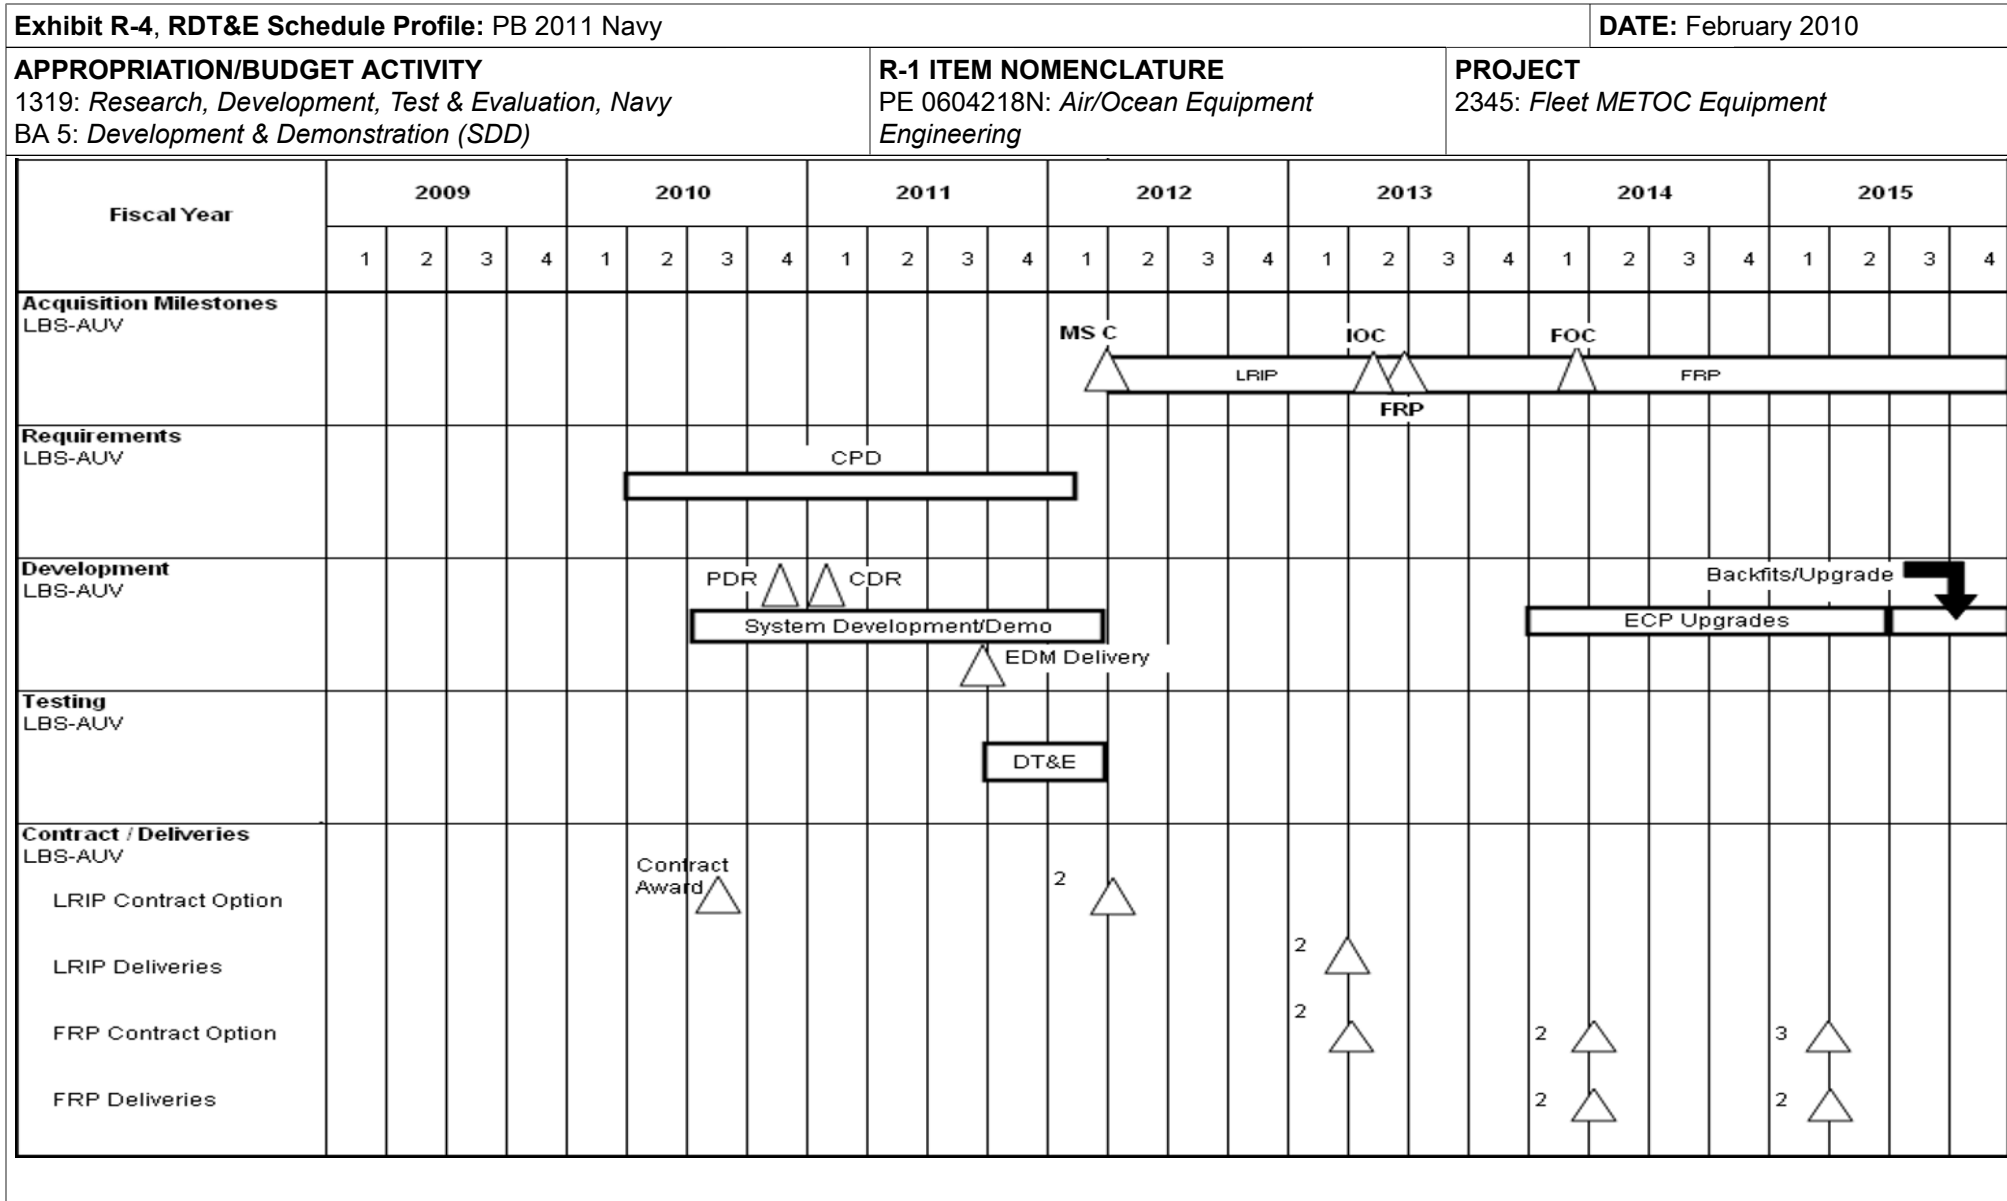 Exhibit R-4, RDT&E Schedule Profile: PB 2011 Navy
DATE: February 2010
APPROPRIATION/BUDGET ACTIVITY
1319: Research, Development, Test & Evaluation, Navy
BA 5: Development & Demonstration (SDD)
R-1 ITEM NOMENCLATURE
PE 0604218N: Air/Ocean Equipment
Engineering
PROJECT
2345: Fleet METOC Equipment
Fiscal Year
2009 2010 2011 2012 2013 2014 2015
1 2 3 4 1 2 3 4 1 2 3 4 1 2 3 4 1 2 3 4 1 2 3 4 1 2 3 4
Acquisition Milestones
LBS-AUV
MS C
IOC
FOC
LRIP
FRP
FRP
Requirements
LBS-AUV
CPD
Development
LBS-AUV
PDR
CDR
Backfits/Upgrade
System Development/Demo
ECP Upgrades
EDM Delivery
Testing
LBS-AUV
DT&E
Contract / Deliveries
LBS-AUV
Contract
Award
LRIP Contract Option
2
LRIP Deliveries
2
FRP Contract Option
2
2
3
FRP Deliveries
2
2